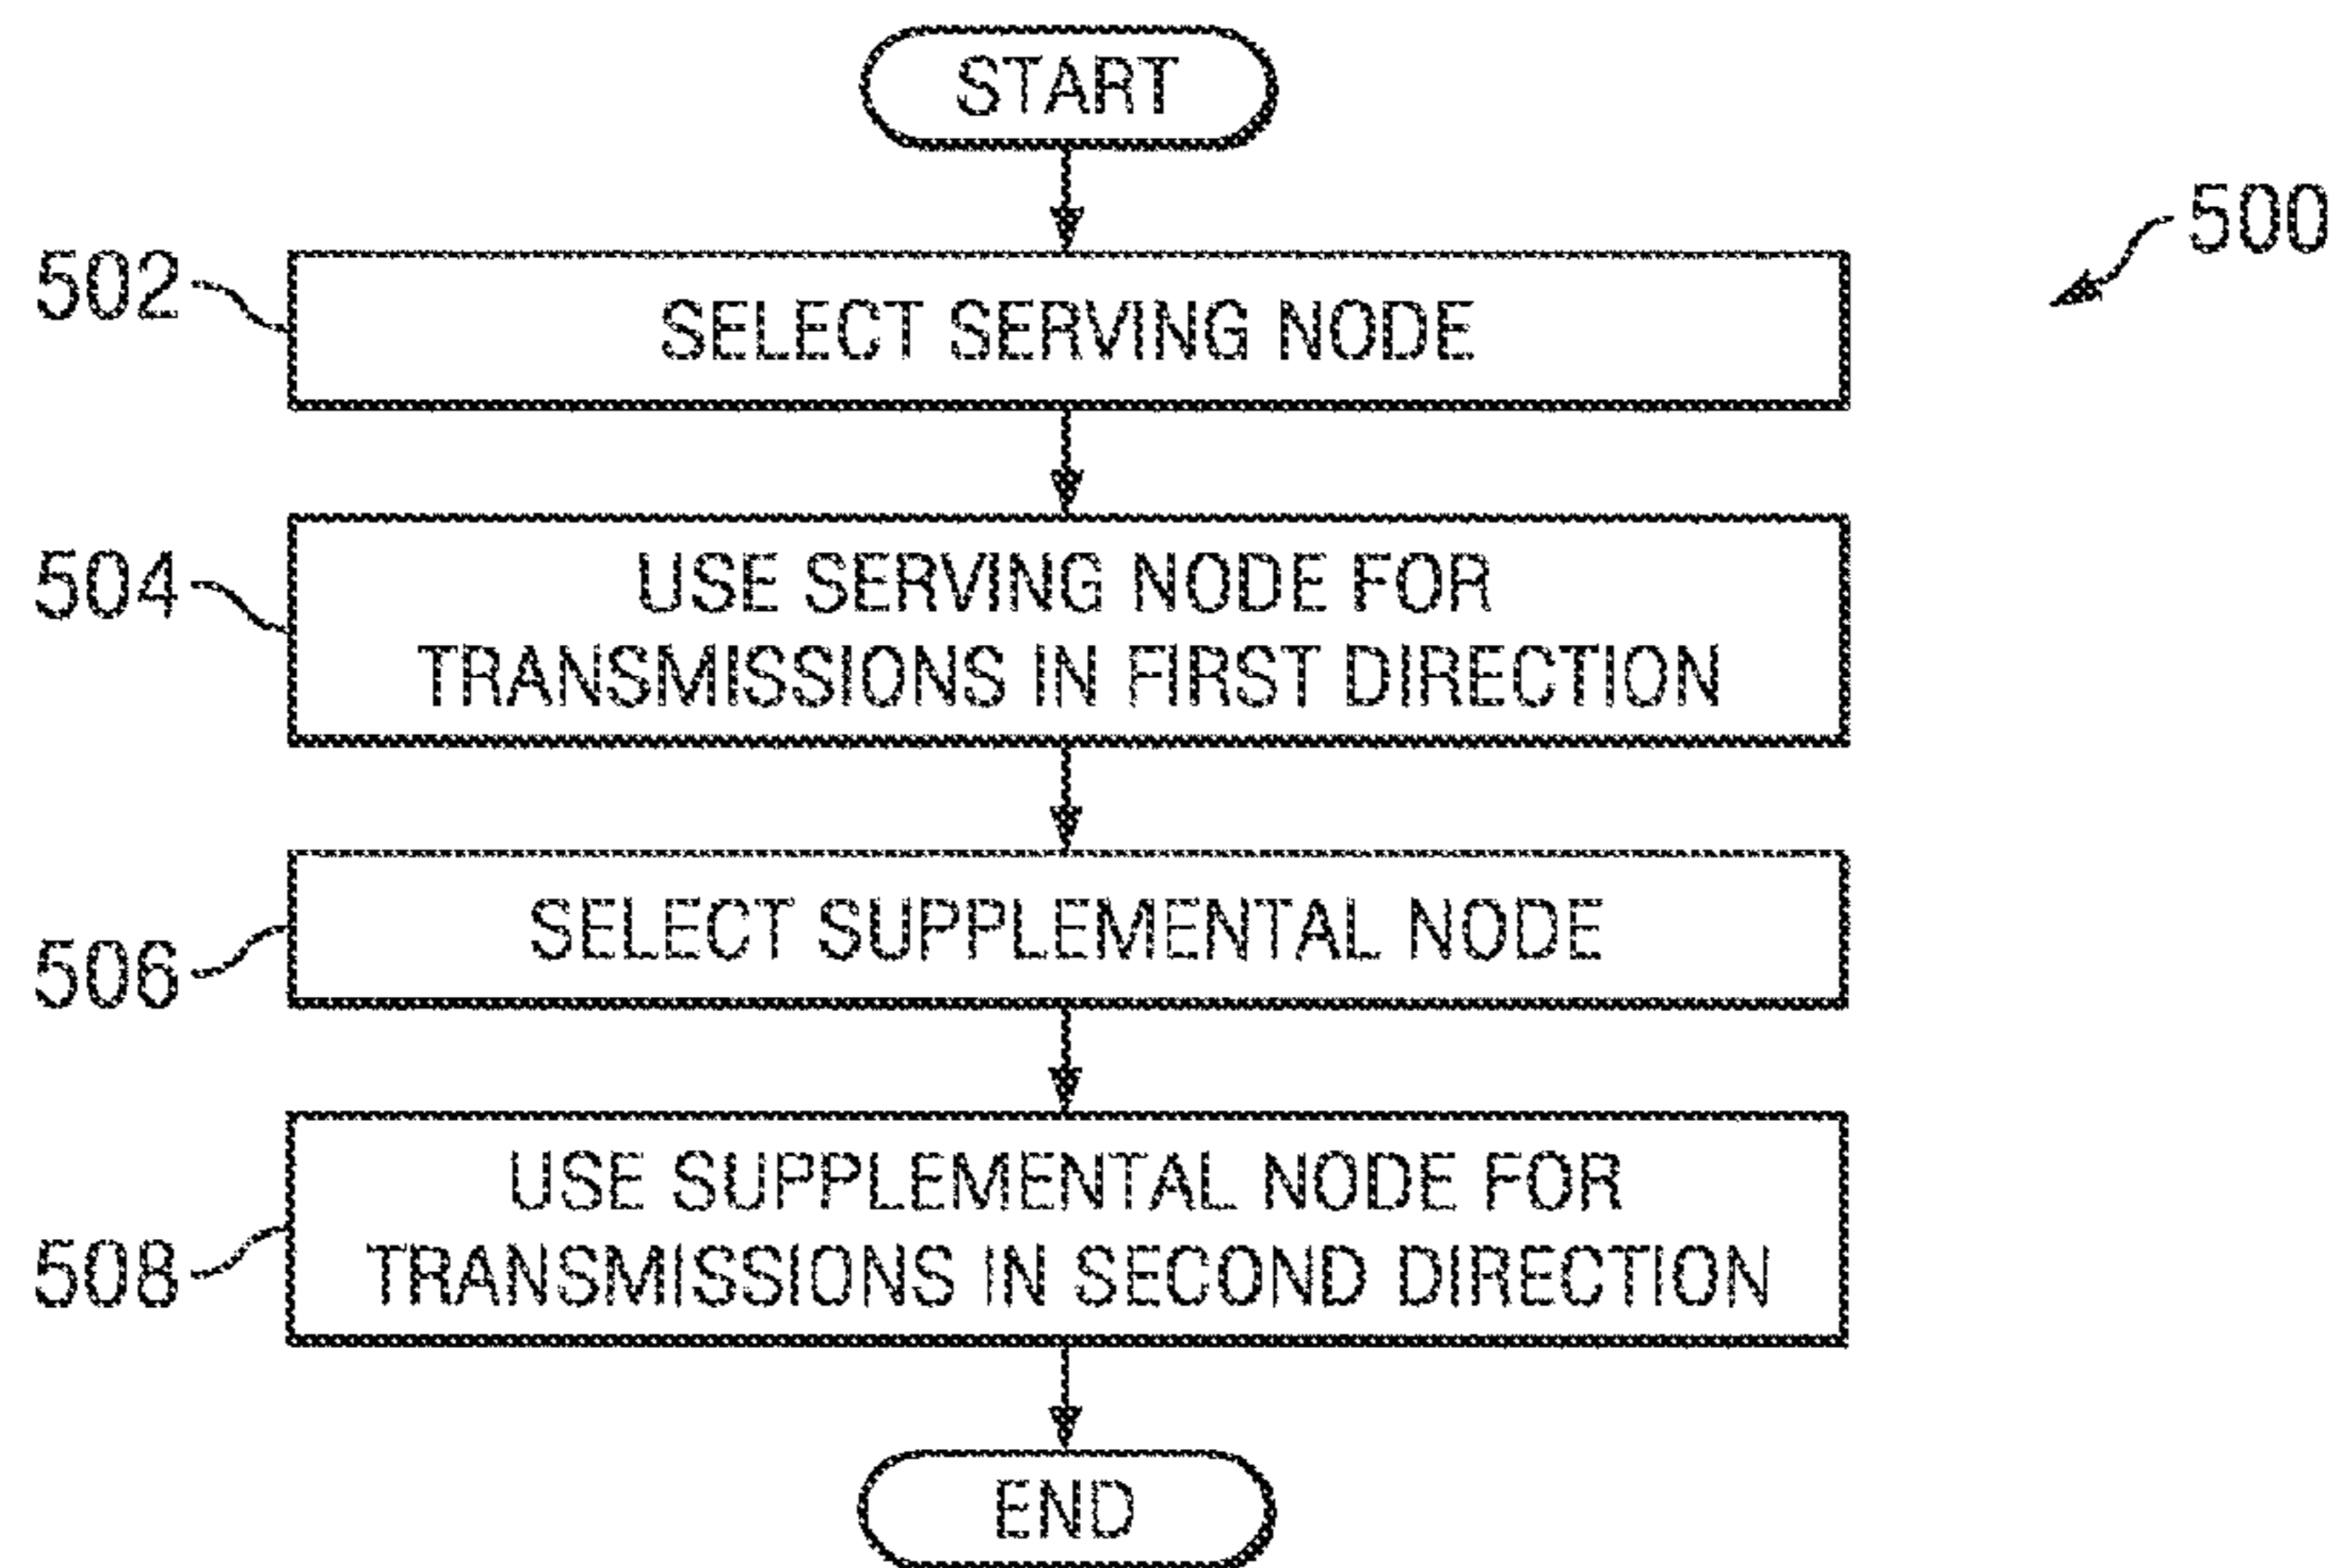 START
500
502
SELECT SERVING NODE
504
USE SERVING NODE FOR
TRANSMISSIONS IN FIRST DIRECTION
506
SELECT SUPPLEMENTAL NODE
508
USE SUPPLEMENTAL NODE FOR
TRANSMISSIONS IN SECOND DIRECTION
END